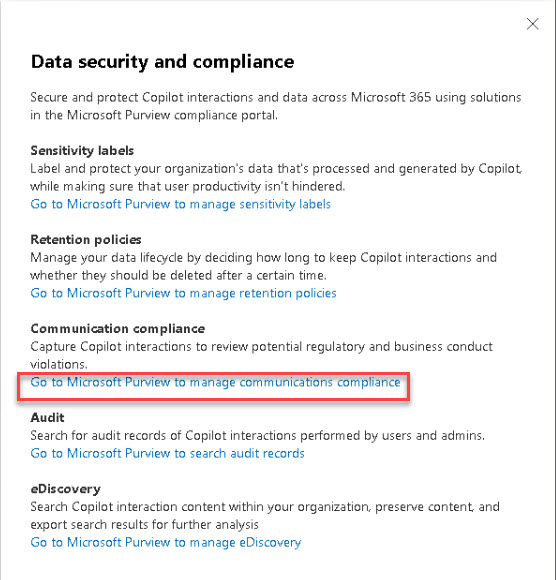 Data security and compliance
Secure and protect Copilot interactions and data across Microsoft 365 using solutions
in the Microsoft Purview compliance portal.
Sensitivity labels
Label and protect your organization's data that's processed and generated by Copilot,
while making sure that user productivity isn't hindered.
Go to Microsoft Purview to manage sensitivity labels
Retention policies
Manage your data lifecycle by deciding how long to keep Copilot interactions and
whether they should be deleted after a certain time.
Go to Microsoft Purview to manage retention policies
Communication compliance
Capture Copilot interactions to review potential regulatory and business conduct
violations.
Go to Microsoft Purview to manage communications compliance
Audit
Search for audit records of Copilot interactions performed by users and admins.
Go to Microsoft Purview to search audit records
eDiscovery
Search Copilot interaction content within your organization, preserve content, and
export search results for further analysis
Go to Microsoft Purview to manage eDiscovery